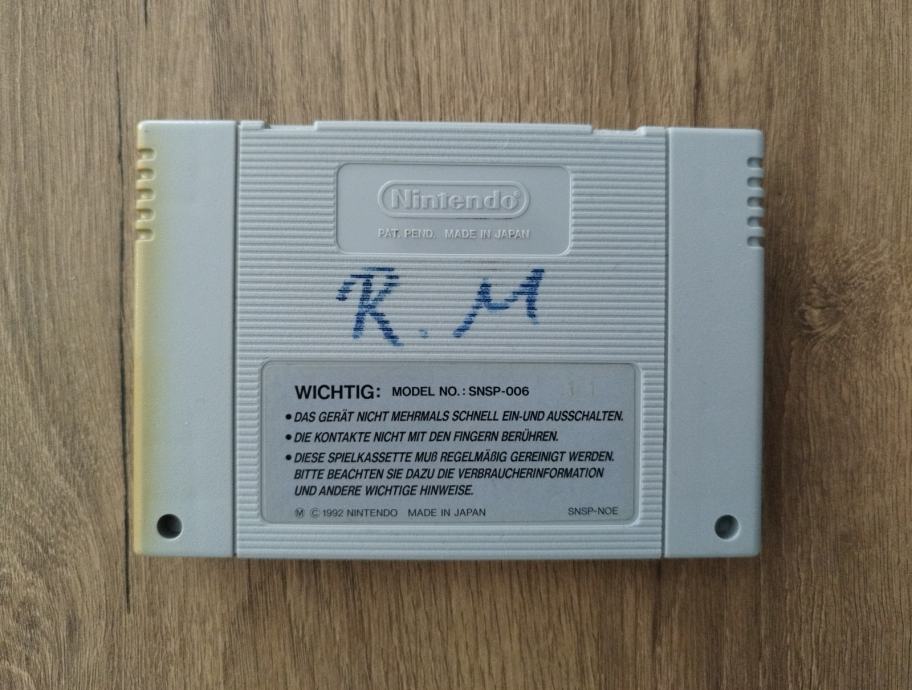 Nintendo®
PAT. PEND. MADE IN JAPAN
R. M
WICHTIG: MODEL NO.: SNSP-006
• DAS GERÄT NICHT MEHRMALS SCHNELL EIN-UND AUSSCHALTEN.
• DIE KONTAKTE NICHT MIT DEN FINGERN BERÜHREN.
• DIESE SPIELKASSETTE MUß REGELMÄßIG GEREINIGT WERDEN.
BITTE BEACHTEN SIE DAZU DIE VERBRAUCHERINFORMATION
UND ANDERE WICHTIGE HINWEISE.
Ⓜ © 1992 NINTENDO MADE IN JAPAN SNSP-NOE